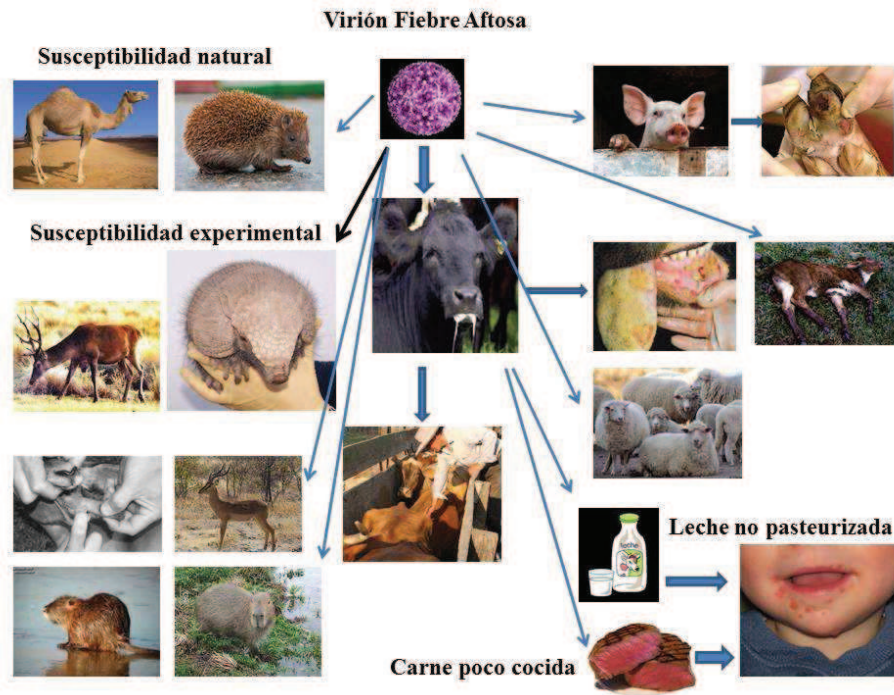 Virión Fiebre Aftosa
Susceptibilidad natural
Susceptibilidad experimental
Leche no pasteurizada
Carne poco cocida